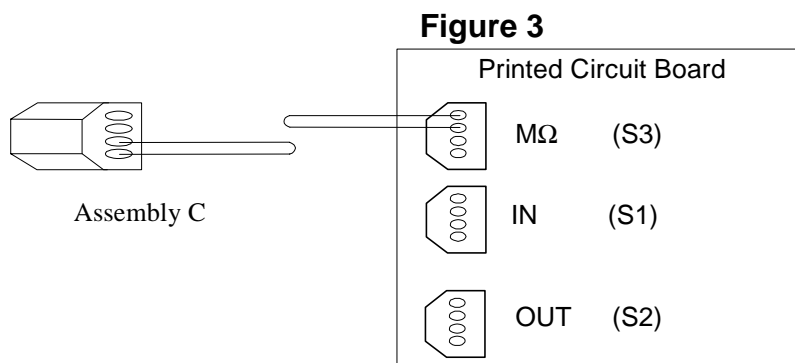 Figure 3
Printed Circuit Board
MΩ (S3)
IN (S1)
Assembly C
OUT (S2)